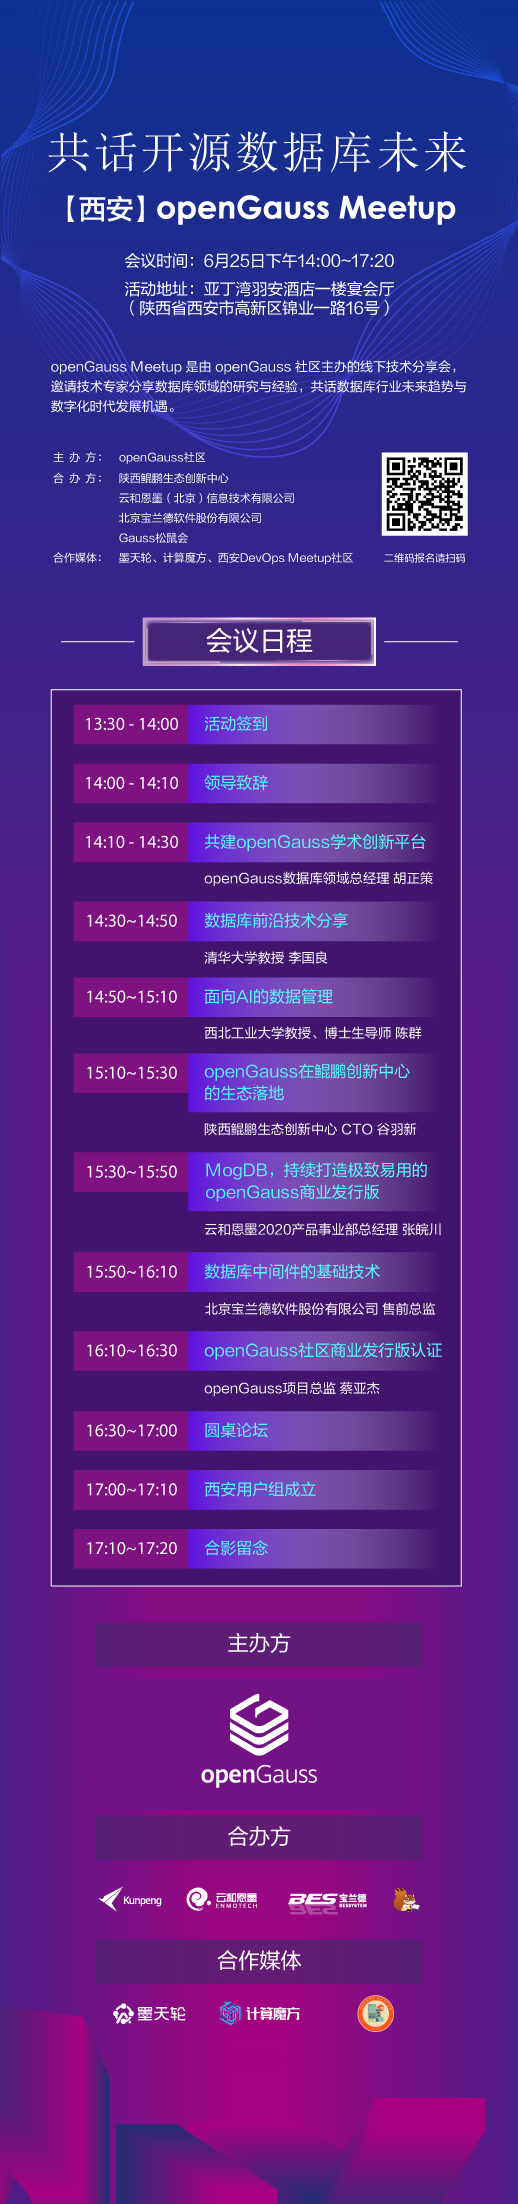 共话开源数据库未来
【西安】openGauss Meetup
会议时间：6月25日下午14:00~17:20
活动地址：亚丁湾羽安酒店一楼宴会厅
（陕西省西安市高新区锦业一路16号）
openGauss Meetup 是由 openGauss 社区主办的线下技术分享会，
邀请技术专家分享数据库领域的研究与经验，共话数据库行业未来趋势与
数字化时代发展机遇。
主 办 方： openGauss社区
合 办 方： 陕西鲲鹏生态创新中心
云和恩墨（北京）信息技术有限公司
北京宝兰德软件股份有限公司
Gauss松鼠会
合作媒体： 墨天轮、计算魔方、西安DevOps Meetup社区
二维码报名请扫码
会议日程
13:30 - 14:00 活动签到
14:00 - 14:10 领导致辞
14:10 - 14:30 共建openGauss学术创新平台
openGauss数据库领域总经理 胡正策
14:30~14:50 数据库前沿技术分享
清华大学教授 李国良
14:50~15:10 面向AI的数据管理
西北工业大学教授、博士生导师 陈群
15:10~15:30 openGauss在鲲鹏创新中心
的生态落地
陕西鲲鹏生态创新中心 CTO 谷羽新
15:30~15:50 MogDB，持续打造极致易用的
openGauss商业发行版
云和恩墨2020产品事业部总经理 张皖川
15:50~16:10 数据库中间件的基础技术
北京宝兰德软件股份有限公司 售前总监
16:10~16:30 openGauss社区商业发行版认证
openGauss项目总监 蔡亚杰
16:30~17:00 圆桌论坛
17:00~17:10 西安用户组成立
17:10~17:20 合影留念
主办方
openGauss
合办方
Kunpeng 云和恩墨 BES 宝兰德
ENMOTECH BESSYSTEM
合作媒体
墨天轮 计算魔方